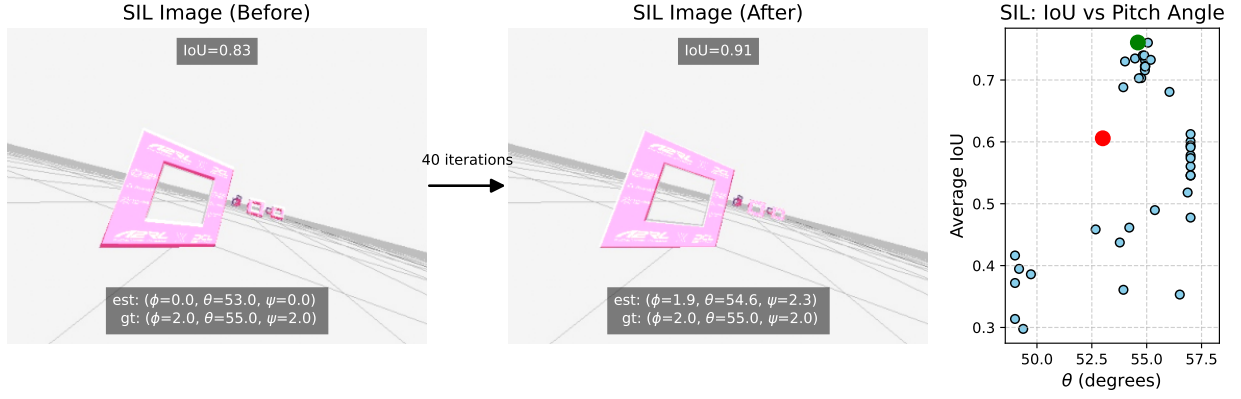 SIL Image (Before)
IoU=0.83
est: (ϕ=0.0, θ=53.0, ψ=0.0)
gt: (ϕ=2.0, θ=55.0, ψ=2.0)
40 iterations
SIL Image (After)
IoU=0.91
est: (ϕ=1.9, θ=54.6, ψ=2.3)
gt: (ϕ=2.0, θ=55.0, ψ=2.0)
SIL: IoU vs Pitch Angle
Average IoU
0.7
0.6
0.5
0.4
0.3
50.0 52.5 55.0 57.5
θ (degrees)